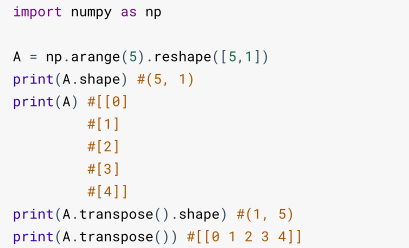 import numpy as np
A = np.arange(5).reshape([5,1])
print(A.shape) #(5, 1)
print(A) #[[0]
#[1]
#[2]
#[3]
#[4]]
print(A.transpose().shape) #(1, 5)
print(A.transpose()) #[[0 1 2 3 4]]